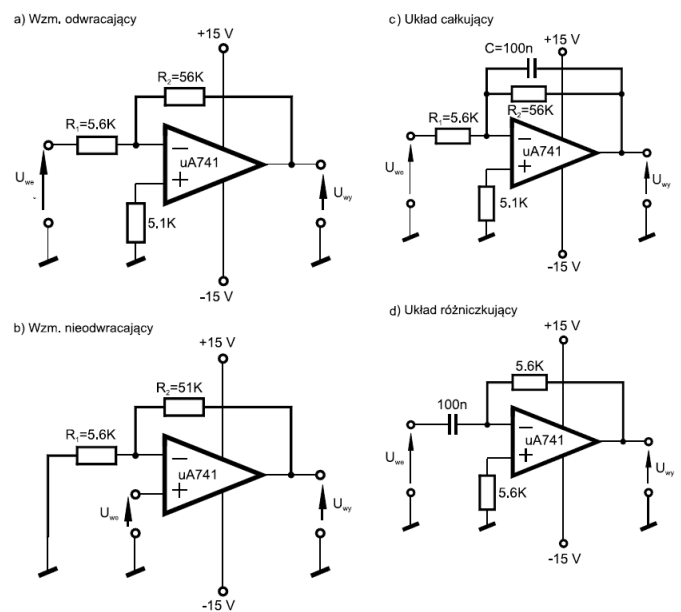 a) Wzm. odwracający
+15 V
R₂=56K
R₁=5.6K
−
uA741
+
Uwe
-
5.1K
Uwy
-15 V
b) Wzm. nieodwracający
+15 V
R₂=51K
R₁=5.6K
−
uA741
+
Uwe
Uwy
-15 V
c) Układ całkujący
+15 V
C=100n
R₂=56K
R₁=5.6K
−
uA741
+
Uwe
5.1K
Uwy
-15 V
d) Układ różniczkujący
+15 V
5.6K
100n
−
uA741
+
Uwe
5.6K
Uwy
-15 V